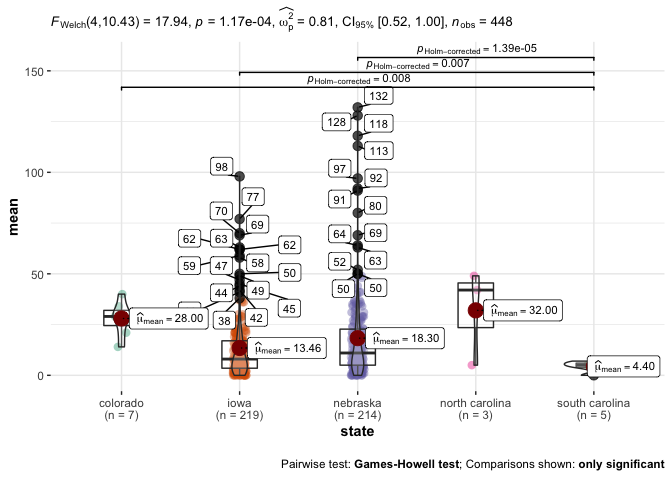 F_Welch(4,10.43) = 17.94, p = 1.17e-04, ω̂²_p = 0.81, CI_95% [0.52, 1.00], n_obs = 448
p_Holm-corrected = 1.39e-05
p_Holm-corrected = 0.007
p_Holm-corrected = 0.008
150
132
128
118
113
100
98
97
92
91
77
80
70
69
64
69
62
63
62
59
47
58
52
63
50
50
50
50
44
49
45
38
42
μ̂_mean = 28.00
μ̂_mean = 13.46
μ̂_mean = 18.30
μ̂_mean = 32.00
μ̂_mean = 4.40
0
mean
colorado
(n = 7)
iowa
(n = 219)
nebraska
(n = 214)
north carolina
(n = 3)
south carolina
(n = 5)
state
Pairwise test: Games-Howell test; Comparisons shown: only significant